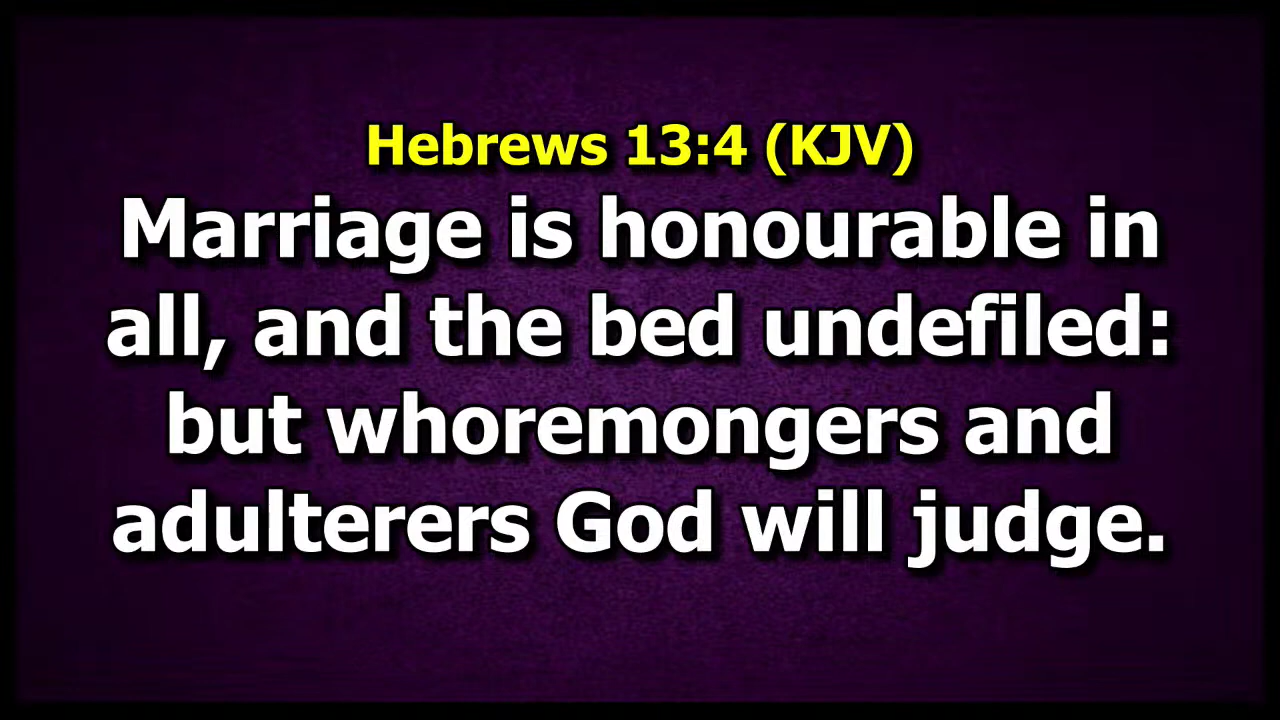 Hebrews 13:4 (KJV)
Marriage is honourable in
all, and the bed undefiled:
but whoremongers and
adulterers God will judge.